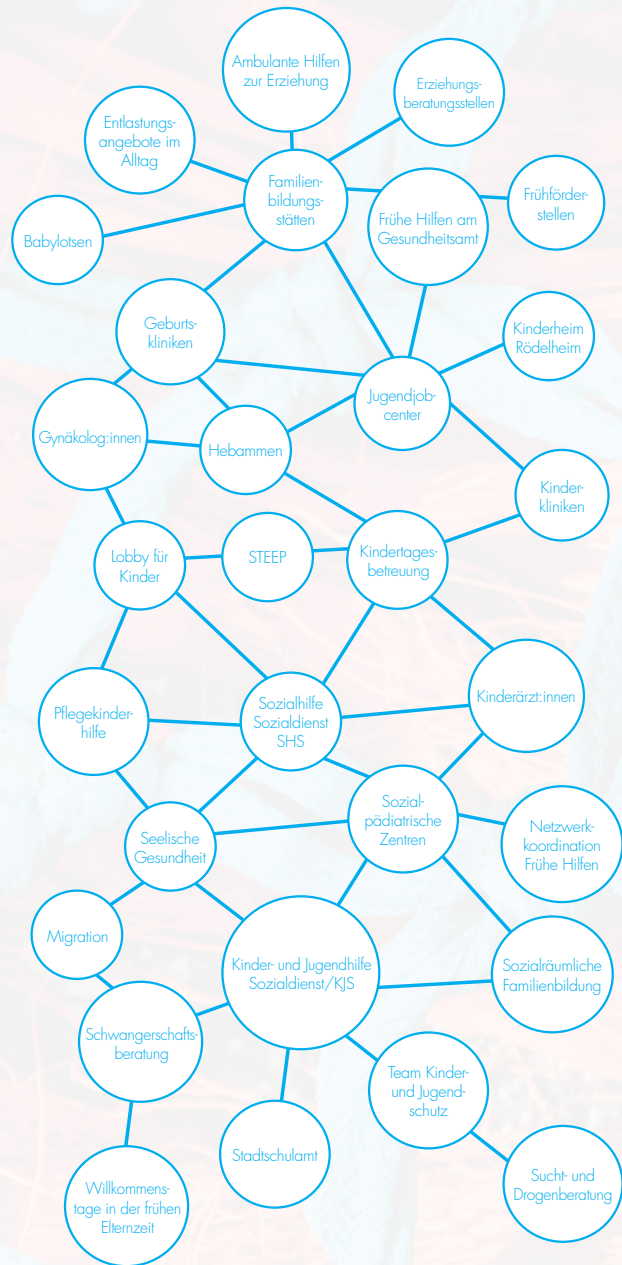 Ambulante Hilfen
zur Erziehung
Erziehungs-
beratungsstellen
Entlastungs-
angebote im
Alltag
Familien-
bildungs-
stätten
Frühe Hilfen am
Gesundheitsamt
Frühförder-
stellen
Babylotsen
Geburts-
kliniken
Kinderheim
Rödelheim
Jugendjob-
center
Gynäkolog:innen
Hebammen
Kinder-
kliniken
Lobby für
Kinder
STEEP
Kindertages-
betreuung
Pflegekinder-
hilfe
Sozialhilfe
Sozialdienst
SHS
Kinderärzt:innen
Sozial-
pädiatrische
Zentren
Seelische
Gesundheit
Netzwerk-
koordination
Frühe Hilfen
Migration
Kinder- und Jugendhilfe
Sozialdienst/KJS
Sozialräumliche
Familienbildung
Schwangerschafts-
beratung
Team Kinder-
und Jugend-
schutz
Stadtschulamt
Sucht- und
Drogenberatung
Willkommens-
tage in der frühen
Elternzeit